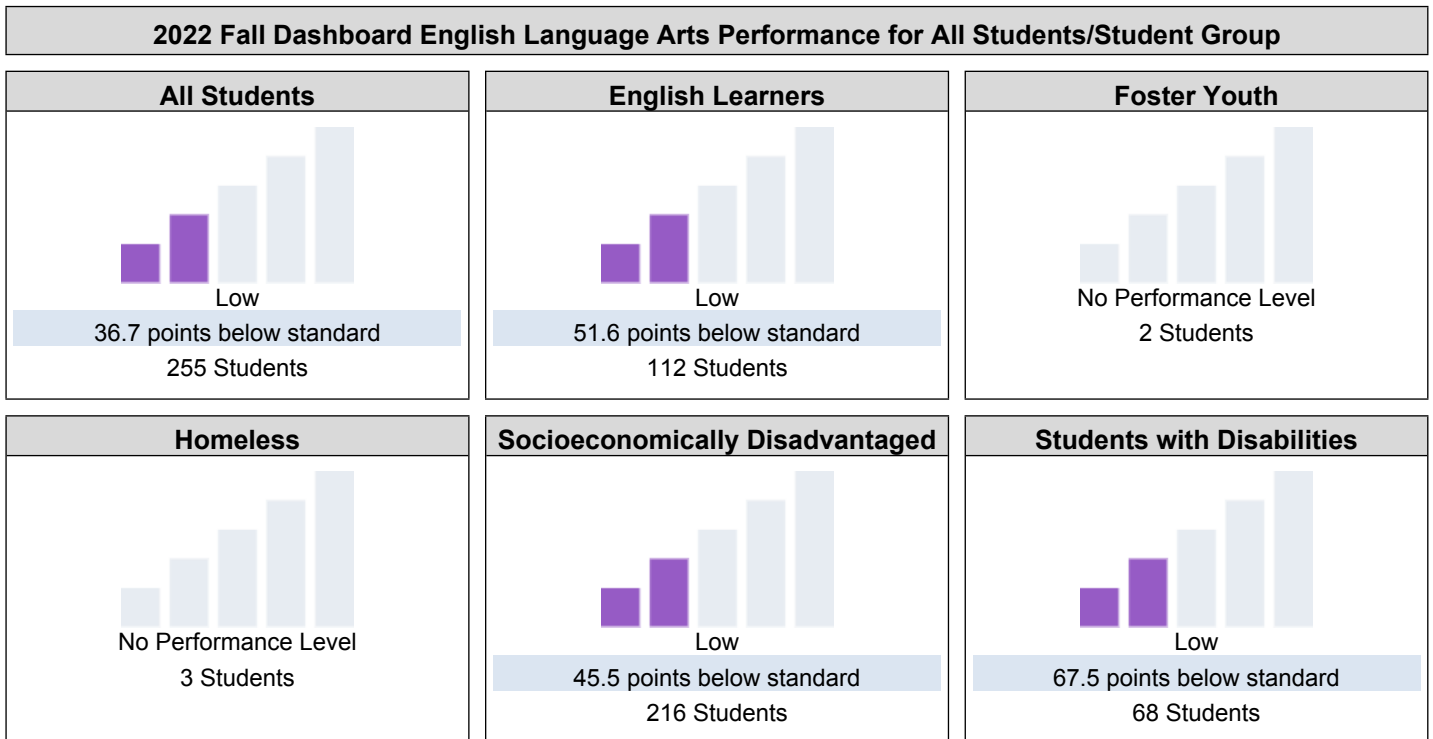 2022 Fall Dashboard English Language Arts Performance for All Students/Student Group
All Students
Low
36.7 points below standard
255 Students
English Learners
Low
51.6 points below standard
112 Students
Foster Youth
No Performance Level
2 Students
Homeless
No Performance Level
3 Students
Socioeconomically Disadvantaged
Low
45.5 points below standard
216 Students
Students with Disabilities
Low
67.5 points below standard
68 Students